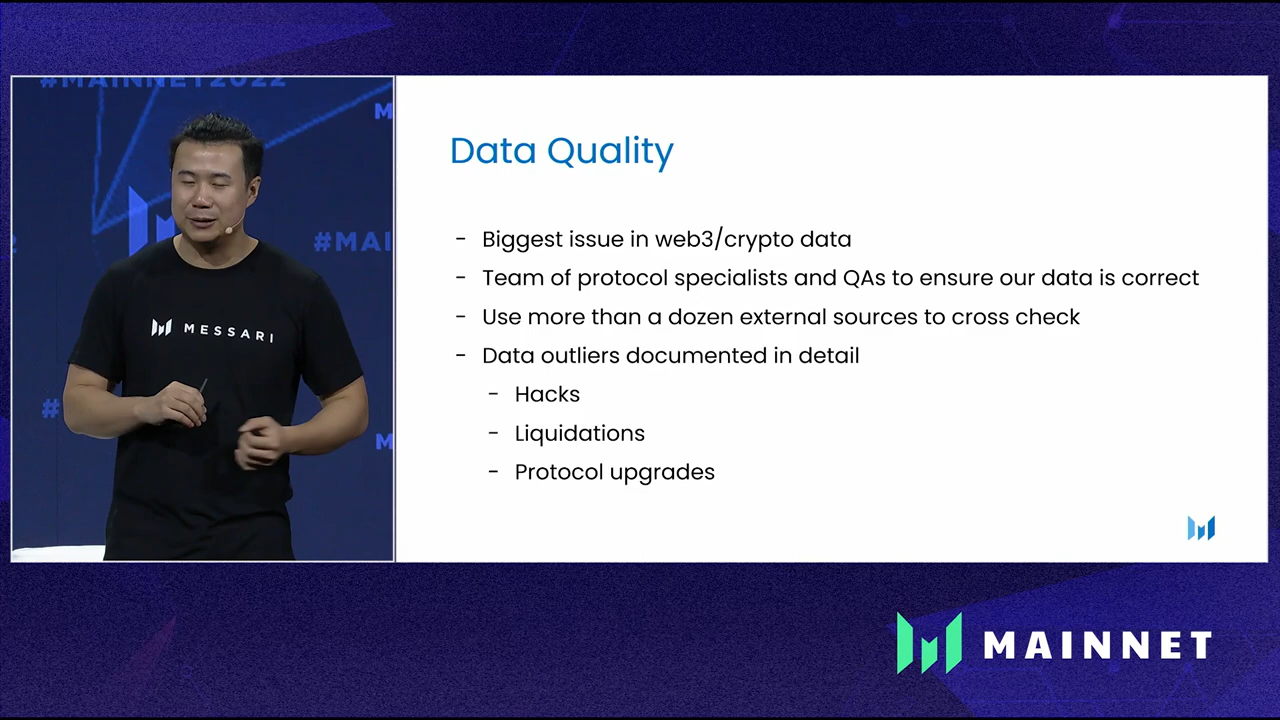 #MAINNET2022
M
#MAI
#
M
MESSARI
Data Quality
- Biggest issue in web3/crypto data
- Team of protocol specialists and QAs to ensure our data is correct
- Use more than a dozen external sources to cross check
- Data outliers documented in detail
- Hacks
- Liquidations
- Protocol upgrades
MAINNET